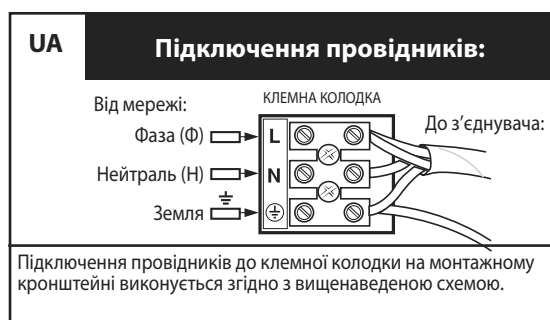 UA
Підключення провідників:
Від мережі:
КЛЕМНА КОЛОДКА
До з’єднувача:
Фаза (Ф)
L
Нейтраль (Н)
N
Земля
Підключення провідників до клемної колодки на монтажному
кронштейні виконується згідно з вищенаведеною схемою.